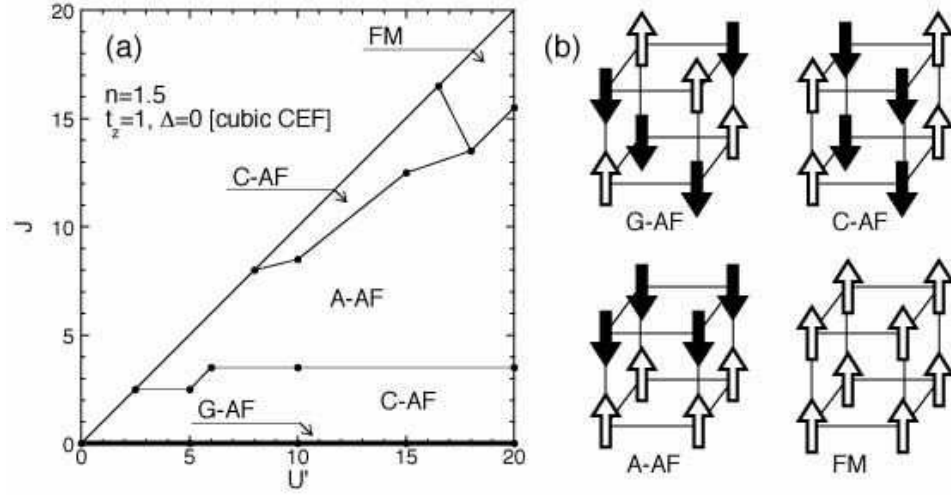 20
(a)
FM
(b)
n=1.5
t_z=1, Δ=0 [cubic CEF]
15
C-AF
G-AF
C-AF
J
10
A-AF
5
C-AF
G-AF
0
0
5
10
15
20
U'
A-AF
FM